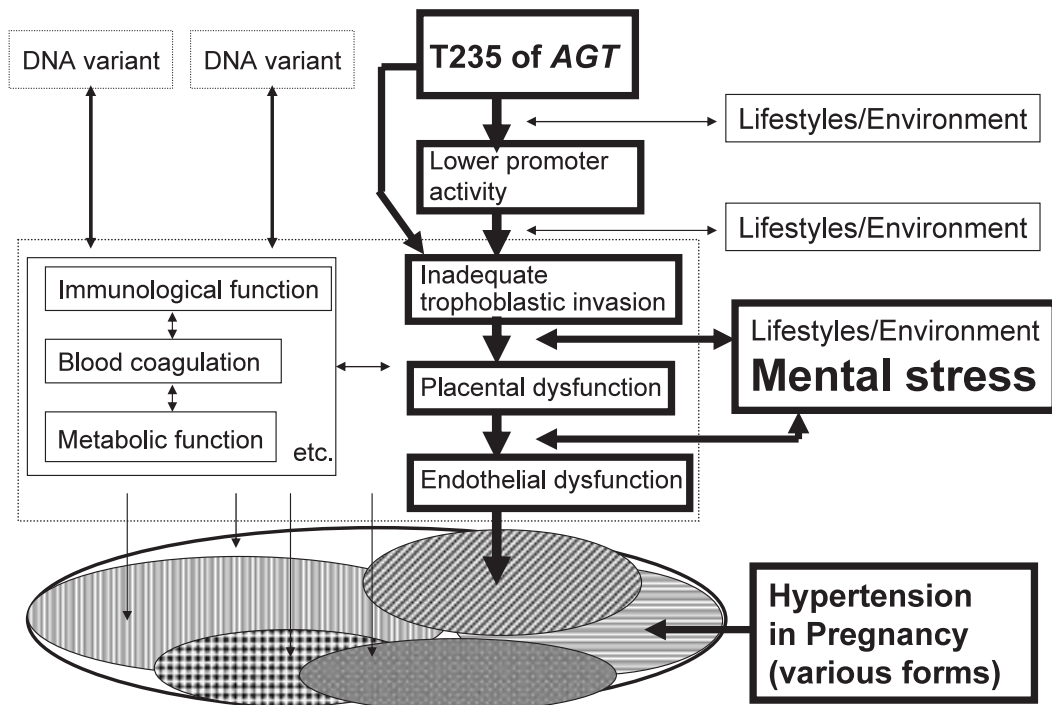 DNA variant
DNA variant
T235 of AGT
Lifestyles/Environment
Lower promoter
activity
Lifestyles/Environment
Inadequate
trophoblastic invasion
Immunological function
Blood coagulation
Metabolic function
etc.
Lifestyles/Environment
Mental stress
Placental dysfunction
Endothelial dysfunction
Hypertension
in Pregnancy
(various forms)